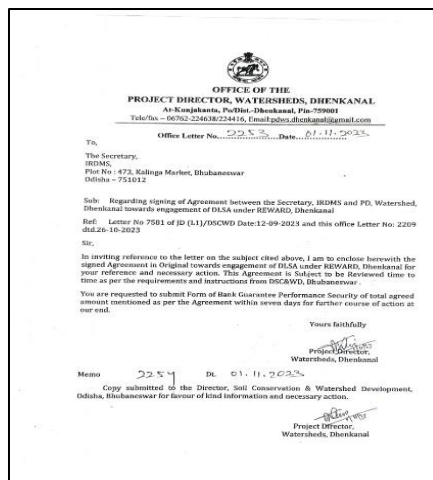 OFFICE OF THE
PROJECT DIRECTOR, WATERSHEDS, DHENKANAL
At-Kunjakanta, Po/Dist.-Dhenkanal, Pin-759001
Tele/fax – 06762-224638/224416, Email:pdws.dhenkanal@gmail.com
Office Letter No. 2253 Date 01.11.2023
To,
The Secretary,
IRDMS,
Plot No : 473, Kalinga Market, Bhubaneswar
Odisha – 751012
Sub: Regarding signing of Agreement between the Secretary, IRDMS and PD, Watershed,
Dhenkanal towards engagement of DLSA under REWARD, Dhenkanal
Ref: Letter No 7581 of JD (L1)/DSCWD Date:12-09-2023 and this office Letter No: 2209
dtd.26-10-2023
Sir,
In inviting reference to the letter on the subject cited above, I am to enclose herewith the
signed Agreement in Original towards engagement of DLSA under REWARD, Dhenkanal for
your reference and necessary action. This Agreement is Subject to be Reviewed time to
time as per the requirements and instructions from DSC&WD, Bhubaneswar .
You are requested to submit Form of Bank Guarantee Performance Security of total agreed
amount mentioned as per the Agreement within seven days for further course of action at
our end.
Yours faithfully
Project Director,
Watersheds, Dhenkanal
Memo 2254 Dt. 01.11.2023
Copy submitted to the Director, Soil Conservation & Watershed Development,
Odisha, Bhubaneswar for favour of kind information and necessary action.
Project Director,
Watersheds, Dhenkanal